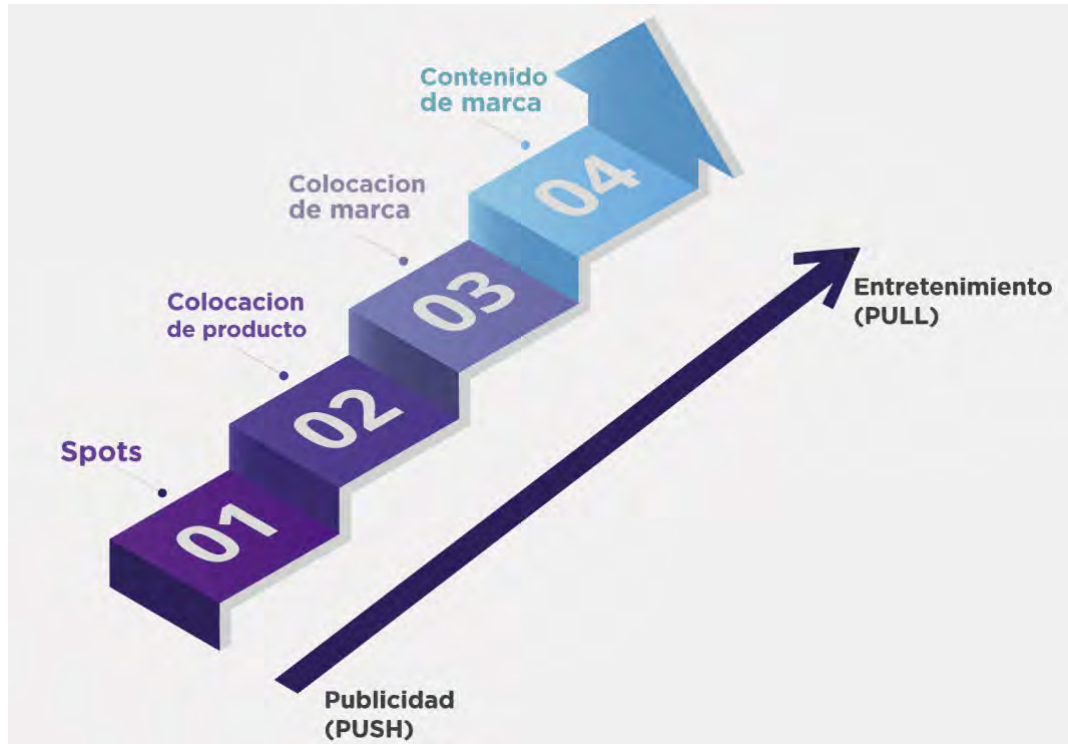 Contenido
de marca
04
Colocacion
de marca
03
Colocacion
de producto
02
Spots
01
Entretenimiento
(PULL)
Publicidad
(PUSH)